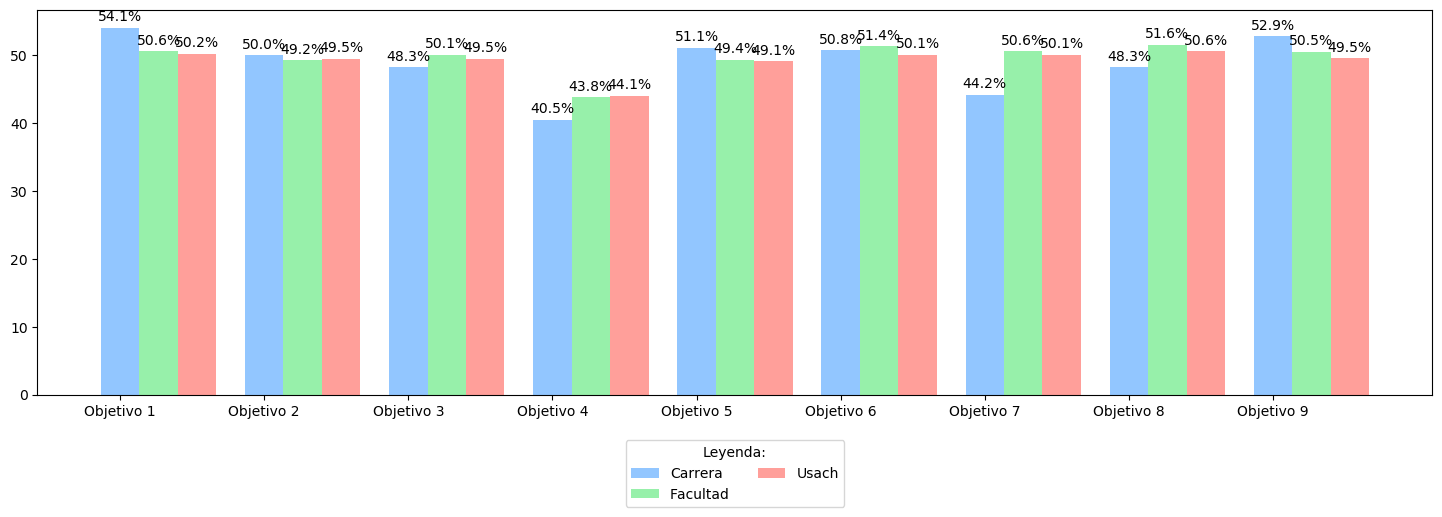 54.1% 50.6% 50.2% 50.0% 49.2% 49.5% 48.3% 50.1% 49.5% 40.5% 43.8% 44.1% 51.1% 49.4% 49.1% 50.8% 51.4% 50.1% 44.2% 50.6% 50.1% 48.3% 51.6% 50.6% 52.9% 50.5% 49.5%
50
40
30
20
10
0
Objetivo 1 Objetivo 2 Objetivo 3 Objetivo 4 Objetivo 5 Objetivo 6 Objetivo 7 Objetivo 8 Objetivo 9
Leyenda:
Carrera Usach
Facultad